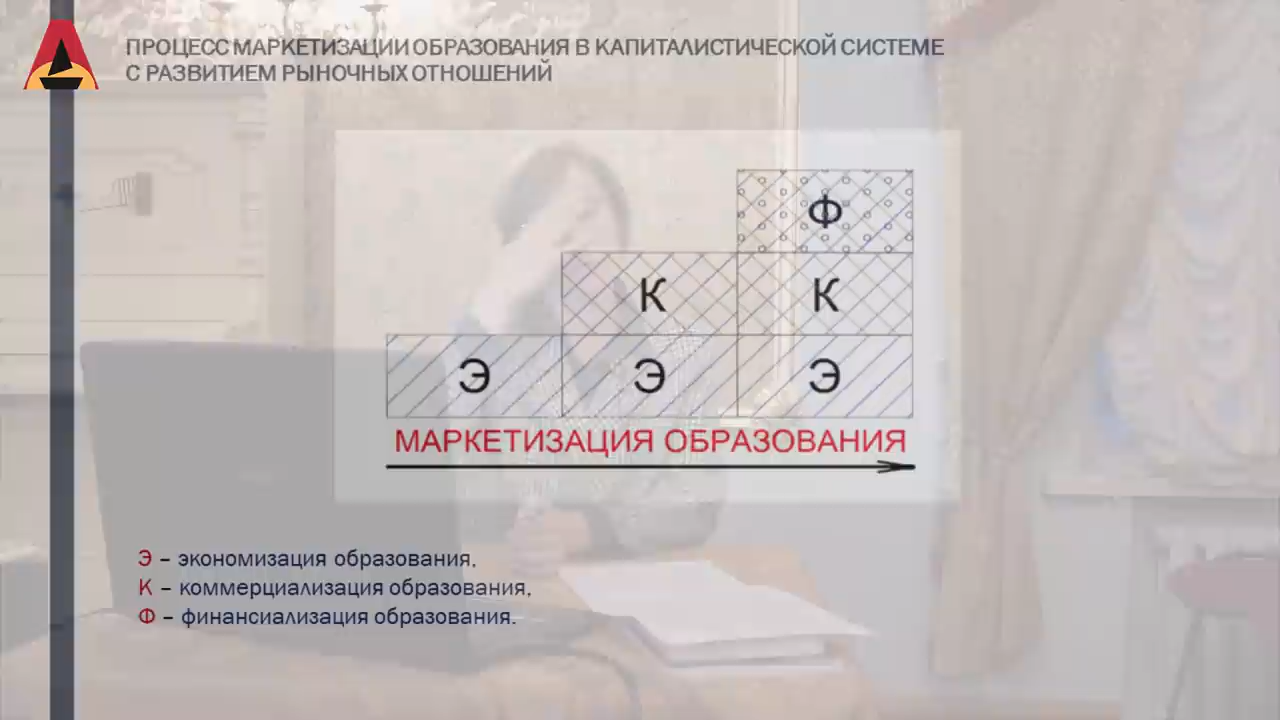 ПРОЦЕСС МАРКЕТИЗАЦИИ ОБРАЗОВАНИЯ В КАПИТАЛИСТИЧЕСКОЙ СИСТЕМЕ
С РАЗВИТИЕМ РЫНОЧНЫХ ОТНОШЕНИЙ
Ф
К К
Э Э Э
МАРКЕТИЗАЦИЯ ОБРАЗОВАНИЯ
Э – экономизация образования,
К – коммерциализация образования,
Ф – финансиализация образования.